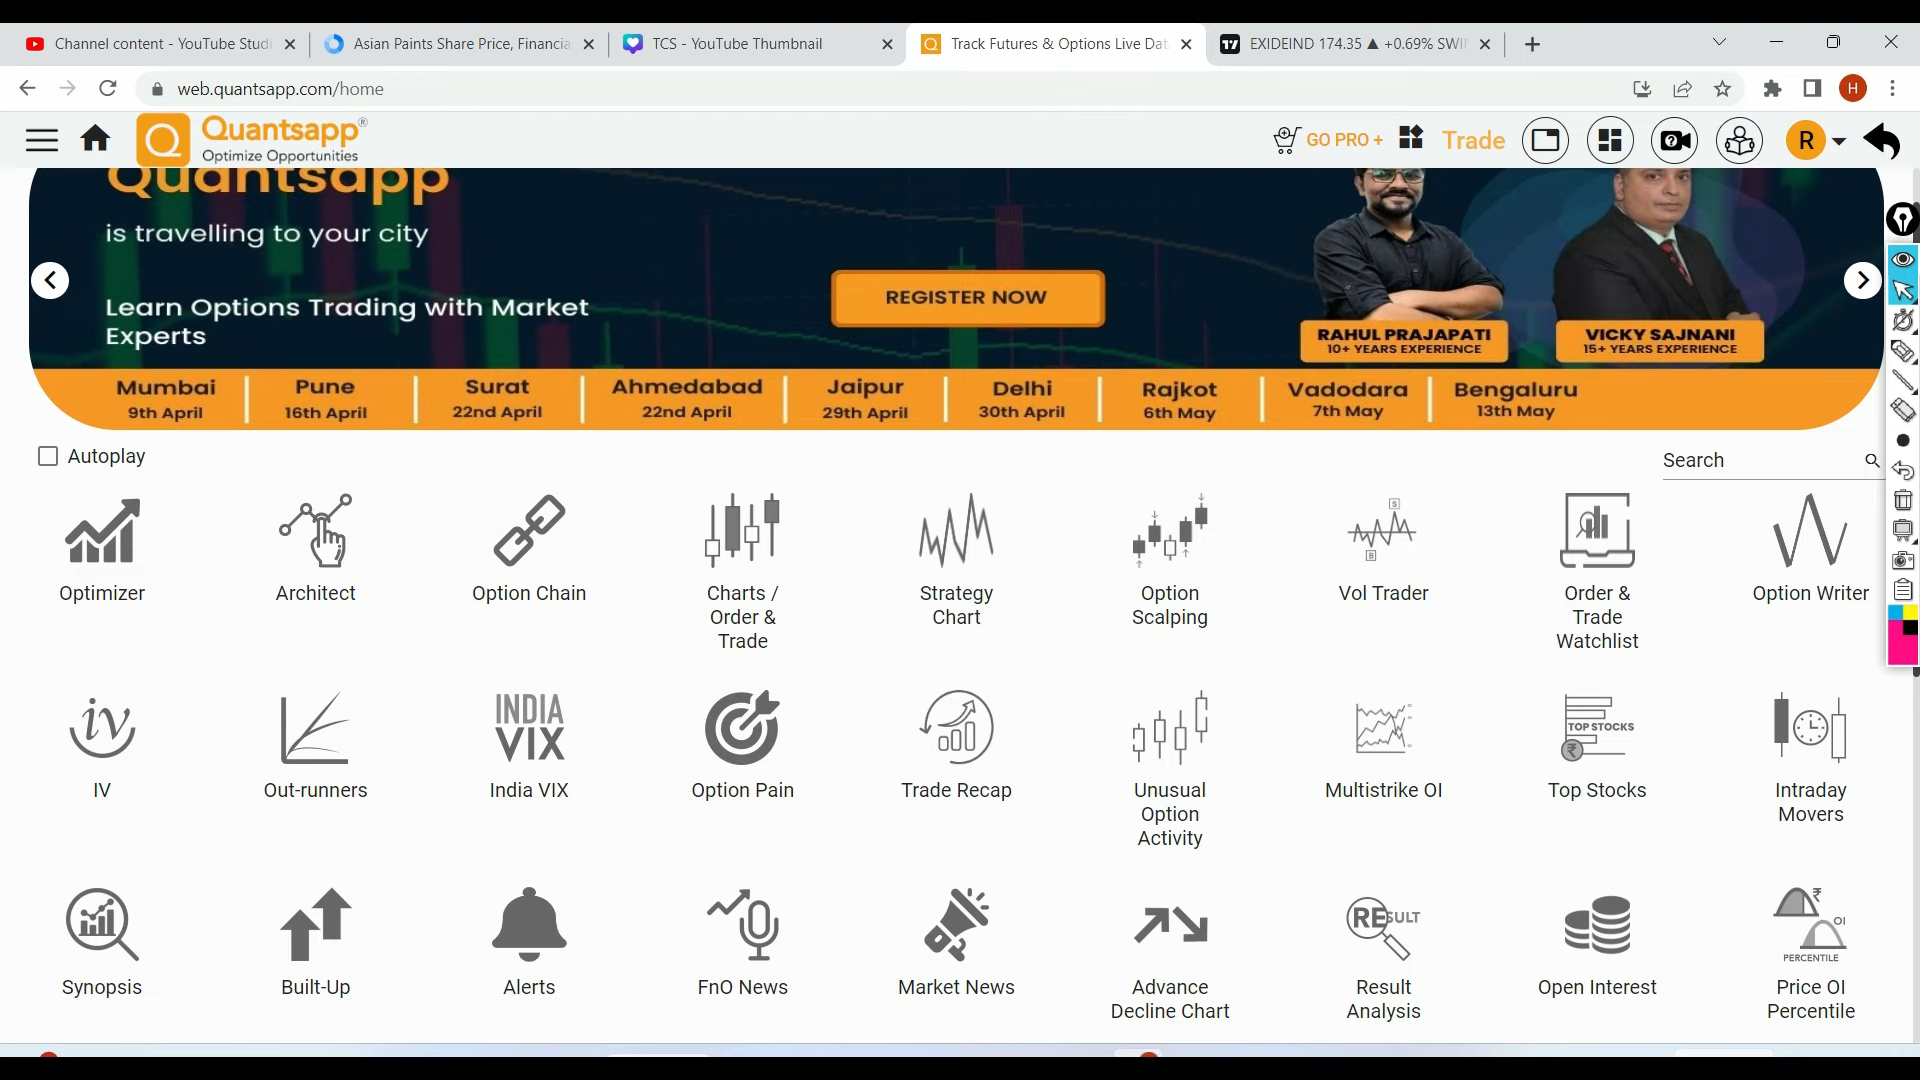 Channel content - YouTube Studi
Asian Paints Share Price, Financia
TCS - YouTube Thumbnail
Track Futures & Options Live Dat
EXIDEIND 174.35 ▲ +0.69% SWI
web.quantsapp.com/home
H
Quantsapp®
Optimize Opportunities
GO PRO +
Trade
R
Quantsapp
is travelling to your city
Learn Options Trading with Market
Experts
REGISTER NOW
RAHUL PRAJAPATI
10+ YEARS EXPERIENCE
VICKY SAJNANI
15+ YEARS EXPERIENCE
Mumbai
9th April
Pune
16th April
Surat
22nd April
Ahmedabad
22nd April
Jaipur
29th April
Delhi
30th April
Rajkot
6th May
Vadodara
7th May
Bengaluru
13th May
Autoplay
Search
S
B
Optimizer
Architect
Option Chain
Charts /
Order &
Trade
Strategy
Chart
Option
Scalping
Vol Trader
Order &
Trade
Watchlist
Option Writer
iv
INDIA
VIX
TOP STOCKS
₹
IV
Out-runners
India VIX
Option Pain
Trade Recap
Unusual
Option
Activity
Multistrike OI
Top Stocks
Intraday
Movers
RESULT
₹
OI
PERCENTILE
Synopsis
Built-Up
Alerts
FnO News
Market News
Advance
Decline Chart
Result
Analysis
Open Interest
Price OI
Percentile